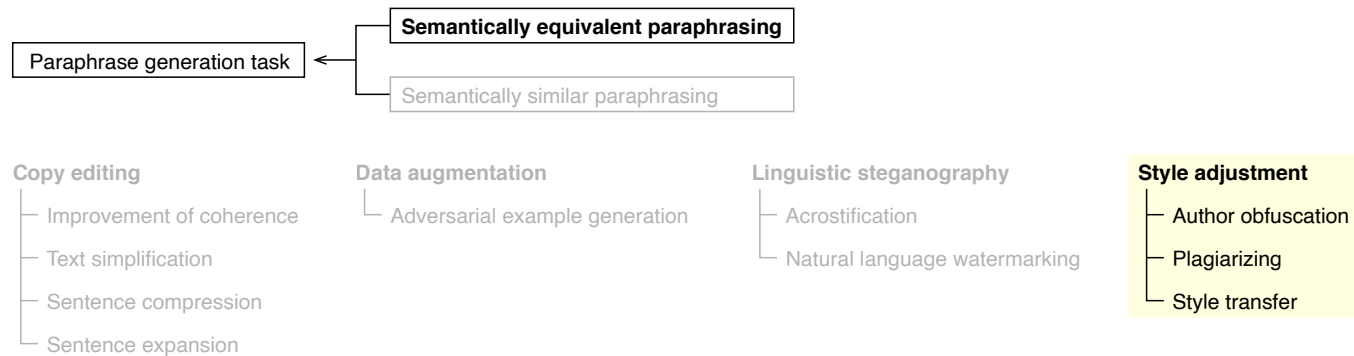 Semantically equivalent paraphrasing
Paraphrase generation task
Semantically similar paraphrasing
Copy editing
Improvement of coherence
Text simplification
Sentence compression
Sentence expansion
Data augmentation
Adversarial example generation
Linguistic steganography
Acrostification
Natural language watermarking
Style adjustment
Author obfuscation
Plagiarizing
Style transfer